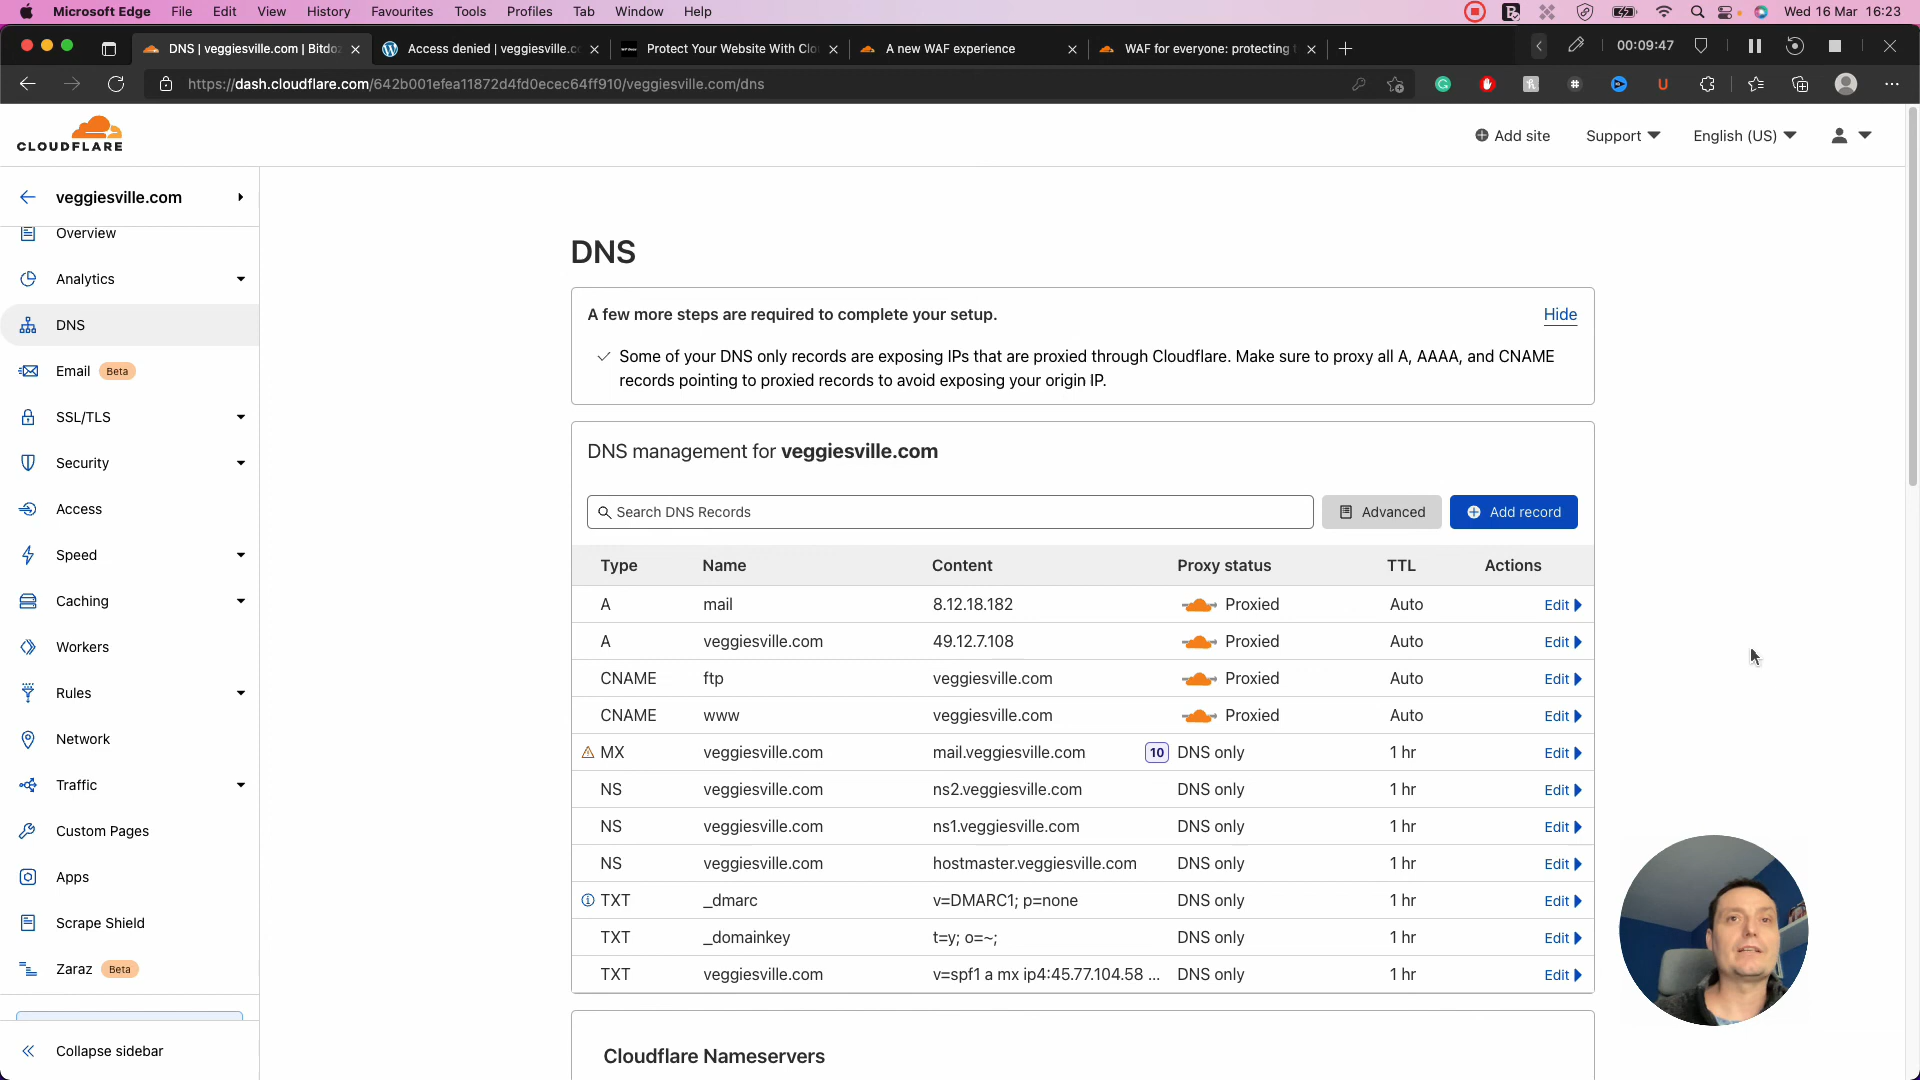 Microsoft Edge File Edit View History Favourites Tools Profiles Tab Window Help Wed 16 Mar 16:23
DNS | veggiesville.com | Bitdo Access denied | veggiesville.c Protect Your Website With Clo A new WAF experience WAF for everyone: protecting 00:09:47
https://dash.cloudflare.com/642b001efea11872d4fd0ecec64ff910/veggiesville.com/dns
CLOUDFLARE
Add site Support English (US)
veggiesville.com
Overview
Analytics
DNS
Email Beta
SSL/TLS
Security
Access
Speed
Caching
Workers
Rules
Network
Traffic
Custom Pages
Apps
Scrape Shield
Zaraz Beta
Collapse sidebar
DNS
A few more steps are required to complete your setup. Hide
Some of your DNS only records are exposing IPs that are proxied through Cloudflare. Make sure to proxy all A, AAAA, and CNAME
records pointing to proxied records to avoid exposing your origin IP.
DNS management for veggiesville.com
Search DNS Records Advanced Add record
Type Name Content Proxy status TTL Actions
A mail 8.12.18.182 Proxied Auto Edit
A veggiesville.com 49.12.7.108 Proxied Auto Edit
CNAME ftp veggiesville.com Proxied Auto Edit
CNAME www veggiesville.com Proxied Auto Edit
MX veggiesville.com mail.veggiesville.com 10 DNS only 1 hr Edit
NS veggiesville.com ns2.veggiesville.com DNS only 1 hr Edit
NS veggiesville.com ns1.veggiesville.com DNS only 1 hr Edit
NS veggiesville.com hostmaster.veggiesville.com DNS only 1 hr Edit
TXT _dmarc v=DMARC1; p=none DNS only 1 hr Edit
TXT _domainkey t=y; o=~; DNS only 1 hr Edit
TXT veggiesville.com v=spf1 a mx ip4:45.77.104.58 ... DNS only 1 hr Edit
Cloudflare Nameservers